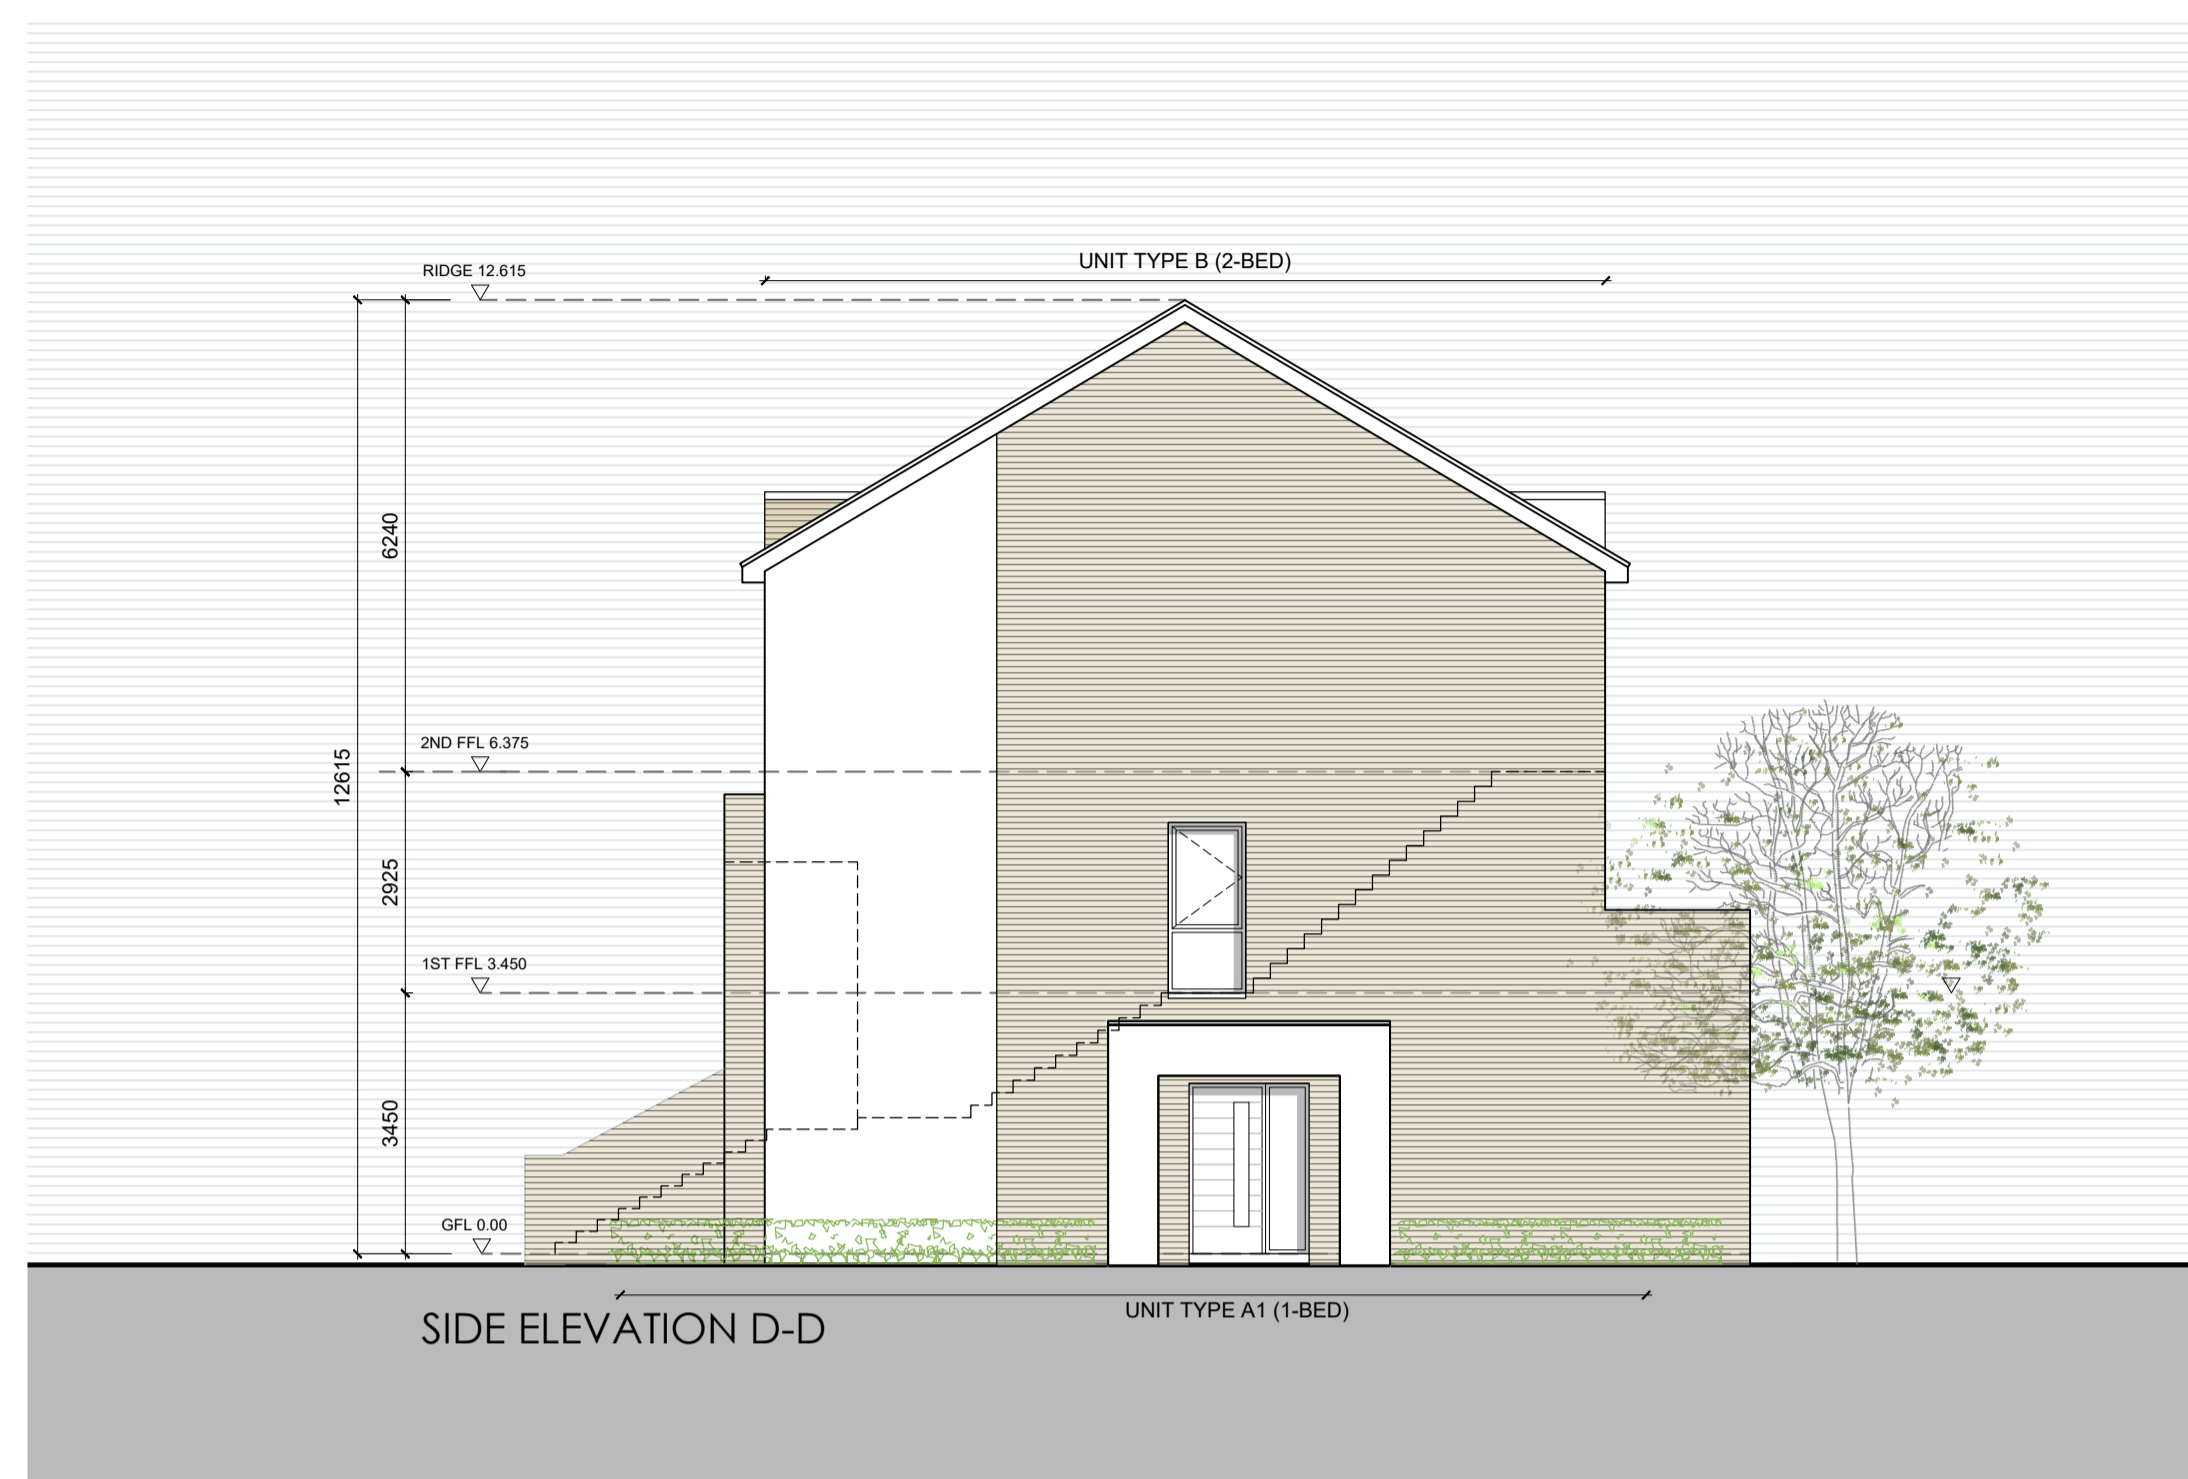 UNIT TYPE B (2-BED)
RIDGE 12.615
6240
2ND FFL 6.375
12615
2925
1ST FFL 3.450
3450
GFL 0.00
UNIT TYPE A1 (1-BED)
SIDE ELEVATION D-D